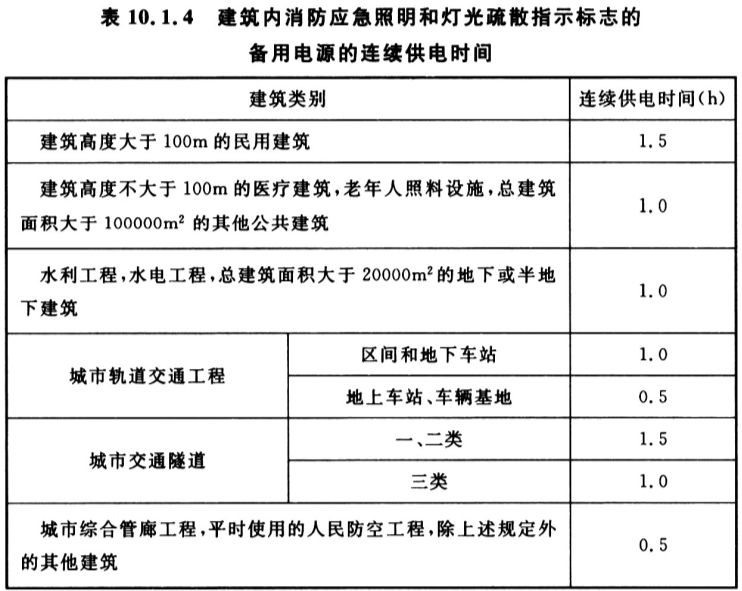 表 10.1.4 建筑内消防应急照明和灯光疏散指示标志的
备用电源的连续供电时间
建筑类别 连续供电时间(h)
建筑高度大于 100m 的民用建筑 1.5
建筑高度不大于 100m 的医疗建筑,老年人照料设施,总建筑
面积大于 100000m² 的其他公共建筑 1.0
水利工程,水电工程,总建筑面积大于 20000m² 的地下或半地
下建筑 1.0
城市轨道交通工程 区间和地下车站 1.0
地上车站、车辆基地 0.5
城市交通隧道 一、二类 1.5
三类 1.0
城市综合管廊工程,平时使用的人民防空工程,除上述规定外
的其他建筑 0.5